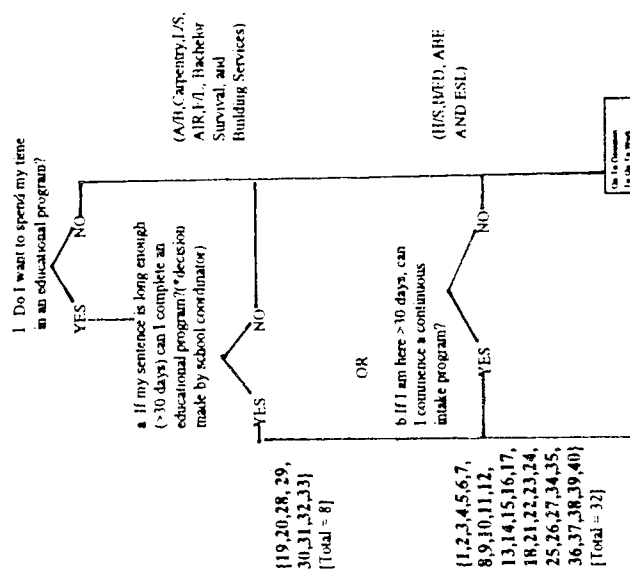 1 Do I want to spend my time
in an educational program?
YES
NO
a If my sentence is long enough
(>30 days) can I complete an
educational program?(*decision
made by school coordinator)
YES
NO
(A/B,Carpentry,L/S,
AIR,F/L, Bachelor
Survival, and
Building Services)
{19,20,28, 29,
30,31,32,33}
[Total = 8]
OR
b If I am here >30 days, can
I commence a continuous
intake program?
YES
NO
(H/S,B/ED, ABE
AND ESL)
{1,2,3,4,5,6,7,
8,9,10,11,12,
13,14,15,16,17,
18,21,22,23,24,
25,26,27,34,35,
36,37,38,39,40}
[Total = 32]